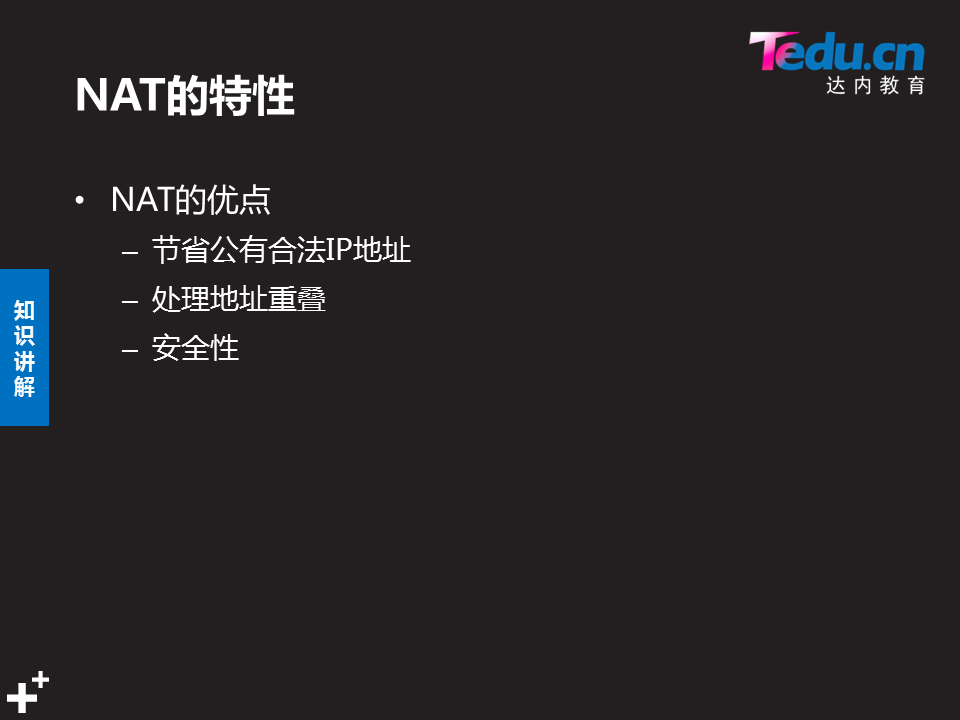 Tedu.cn
达内教育
NAT的特性
• NAT的优点
– 节省公有合法IP地址
– 处理地址重叠
– 安全性
知
识
讲
解